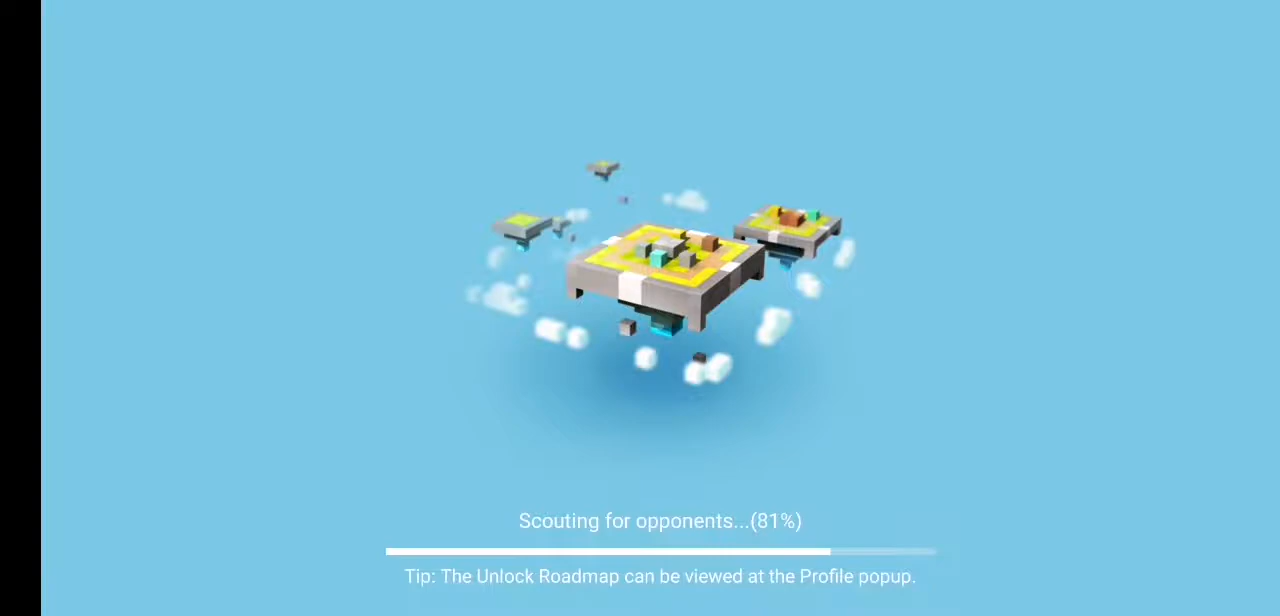 Scouting for opponents...(81%)
Tip: The Unlock Roadmap can be viewed at the Profile popup.